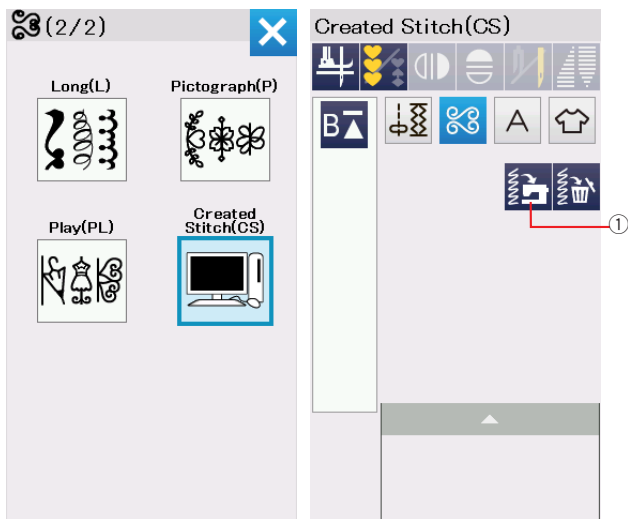 (2/2)
Long(L)
Pictograph(P)
Play(PL)
Created
Stitch(CS)
Created Stitch(CS)
B
A
①